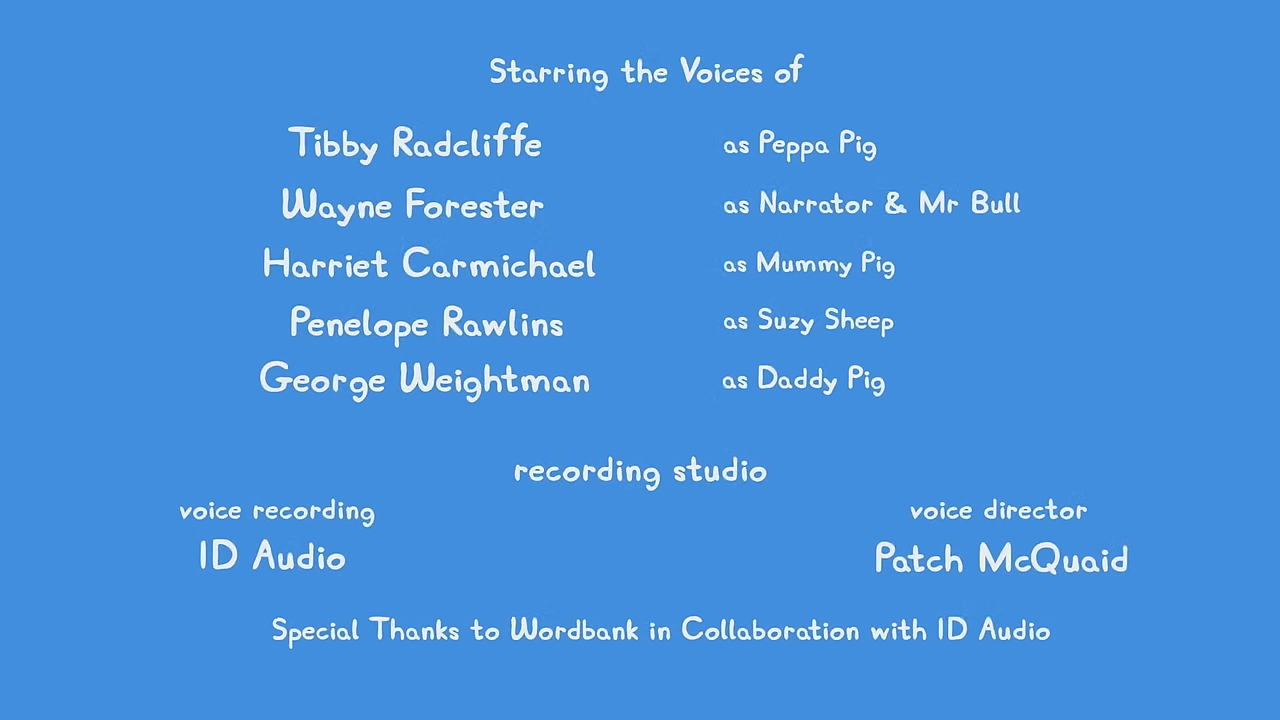 Starring the Voices of
Tibby Radcliffe as Peppa Pig
Wayne Forester as Narrator & Mr Bull
Harriet Carmichael as Mummy Pig
Penelope Rawlins as Suzy Sheep
George Weightman as Daddy Pig
recording studio
voice recording voice director
ID Audio Patch McQuaid
Special Thanks to Wordbank in Collaboration with ID Audio